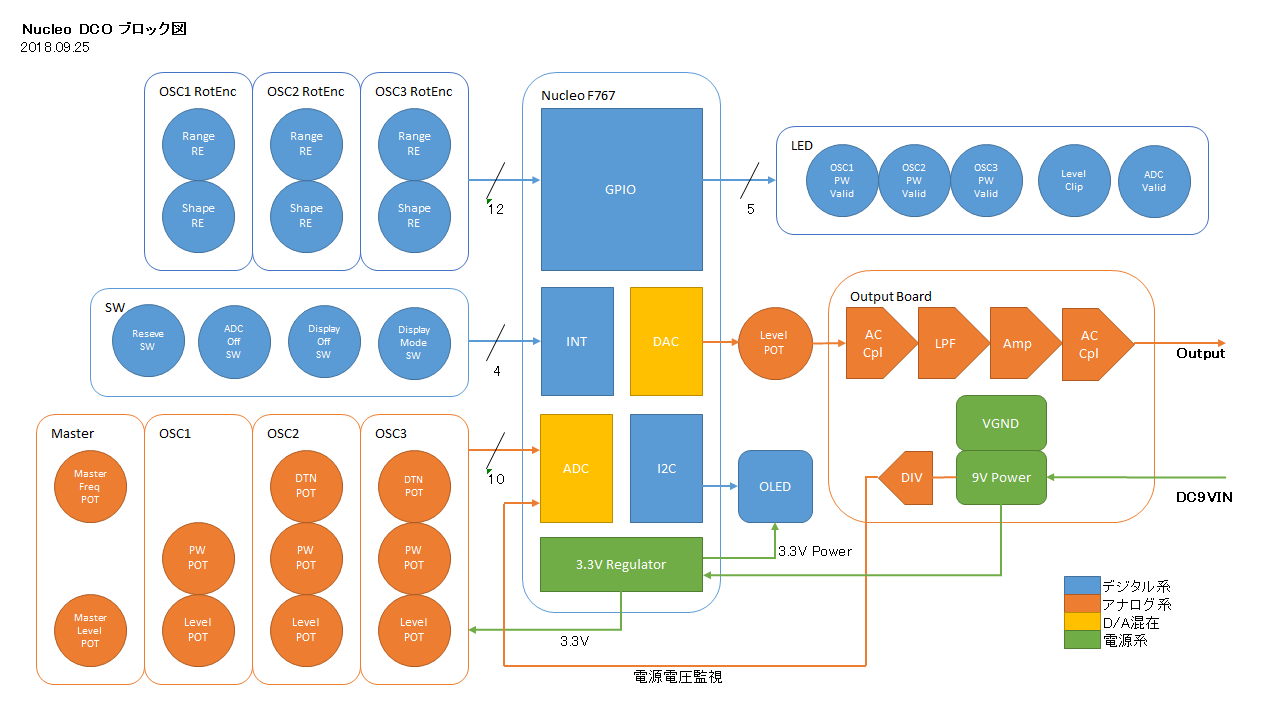 Nucleo DCO ブロック図
2018.09.25
OSC1 RotEnc
OSC2 RotEnc
OSC3 RotEnc
Range
RE
Range
RE
Range
RE
Shape
RE
Shape
RE
Shape
RE
12
Nucleo F767
GPIO
5
LED
OSC1
PW
Valid
OSC2
PW
Valid
OSC3
PW
Valid
Level
Clip
ADC
Valid
SW
Reseve
SW
ADC
Off
SW
Display
Off
SW
Display
Mode
SW
4
INT
DAC
Level
POT
Output Board
AC
Cpl
LPF
Amp
AC
Cpl
Output
Master
OSC1
OSC2
OSC3
Master
Freq
POT
DTN
POT
DTN
POT
PW
POT
PW
POT
PW
POT
Master
Level
POT
Level
POT
Level
POT
Level
POT
10
ADC
I2C
OLED
VGND
DIV
9V Power
DC9VIN
3.3V Regulator
3.3V Power
3.3V
電源電圧監視
デジタル系
アナログ系
D/A混在
電源系